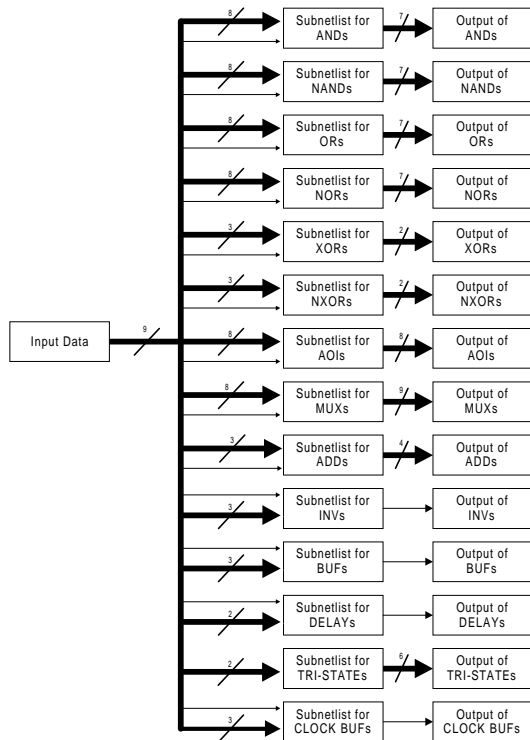 8
Subnetlist for
ANDs
7
Output of
ANDs
8
Subnetlist for
NANDs
7
Output of
NANDs
8
Subnetlist for
ORs
7
Output of
ORs
8
Subnetlist for
NORs
7
Output of
NORs
3
Subnetlist for
XORs
2
Output of
XORs
3
Subnetlist for
NXORs
2
Output of
NXORs
Input Data
9
8
Subnetlist for
AOIs
8
Output of
AOIs
8
Subnetlist for
MUXs
9
Output of
MUXs
3
Subnetlist for
ADDs
4
Output of
ADDs
3
Subnetlist for
INVs
Output of
INVs
3
Subnetlist for
BUFs
Output of
BUFs
2
Subnetlist for
DELAYs
Output of
DELAYs
2
Subnetlist for
TRI-STATEs
6
Output of
TRI-STATEs
3
Subnetlist for
CLOCK BUFs
Output of
CLOCK BUFs